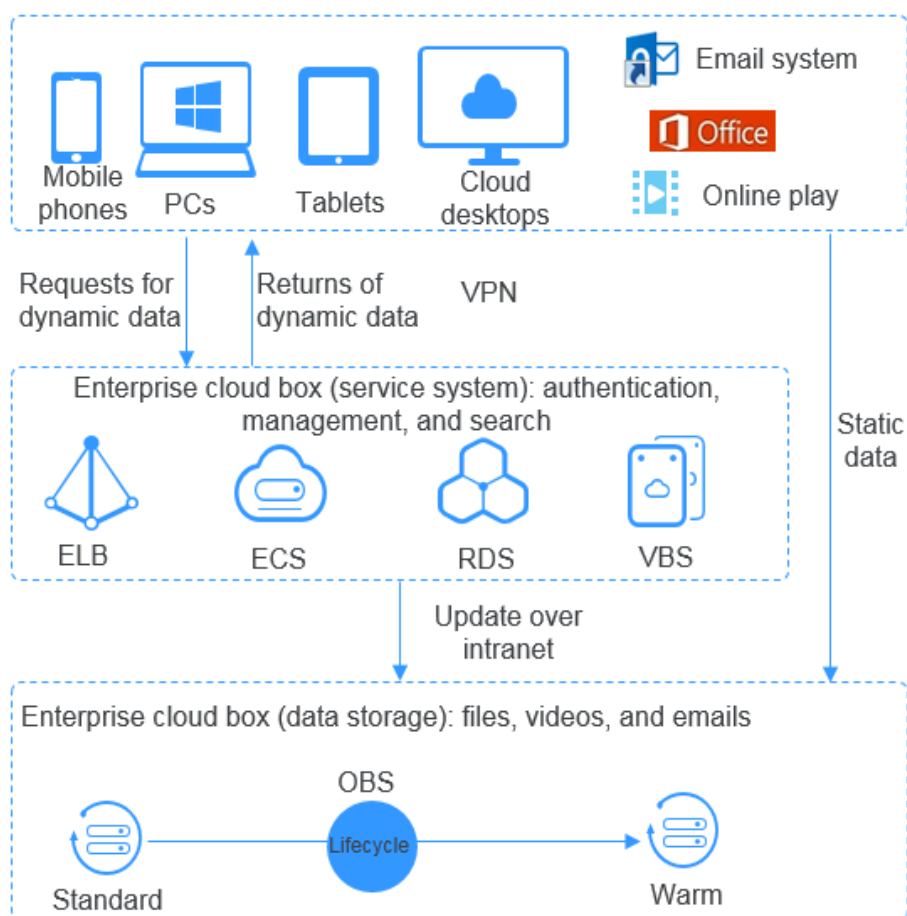 Email system
Office
Online play
Mobile
phones
PCs
Tablets
Cloud
desktops
Requests for
dynamic data
Returns of
dynamic data
VPN
Enterprise cloud box (service system): authentication,
management, and search
ELB
ECS
RDS
VBS
Static
data
Update over
intranet
Enterprise cloud box (data storage): files, videos, and emails
OBS
Lifecycle
Standard
Warm